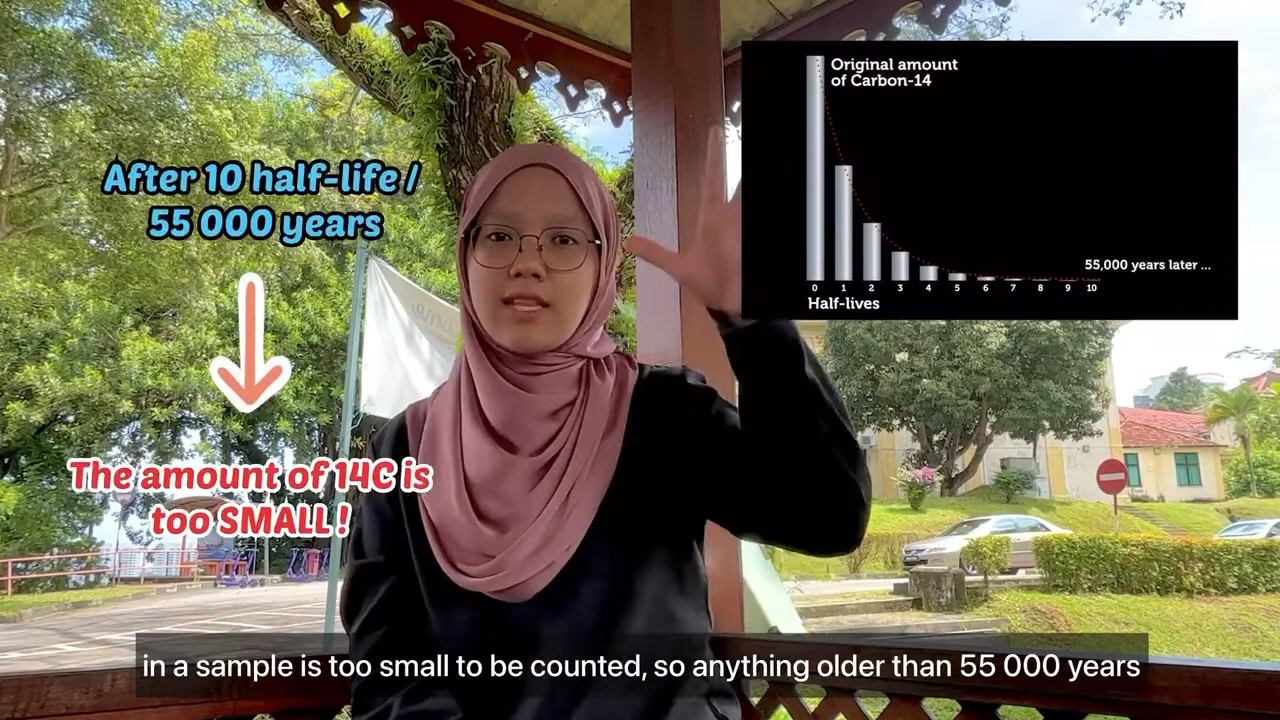 After 10 half-life /
55 000 years
The amount of 14C is
too SMALL !
Original amount
of Carbon-14
55,000 years later ...
0 1 2 3 4 5 6 7 8 9 10
Half-lives
in a sample is too small to be counted, so anything older than 55 000 years